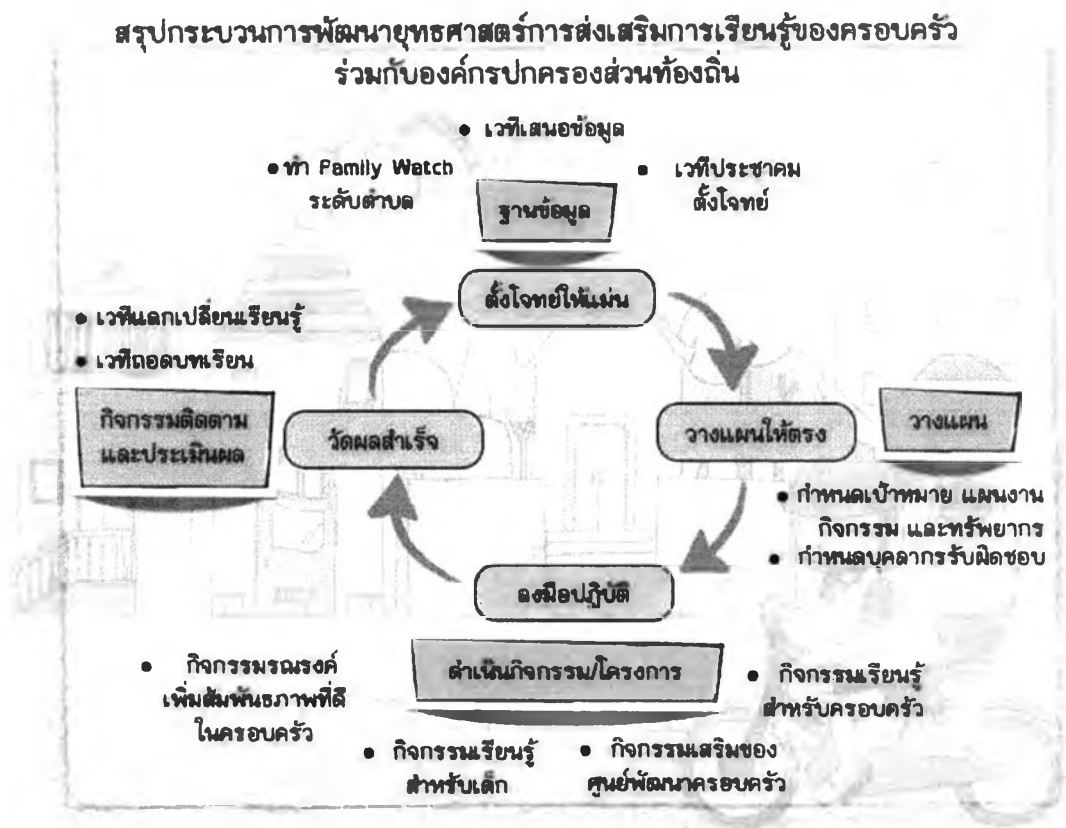 สรุปกระบวนการพัฒนายุทธศาสตร์การส่งเสริมการเรียนรู้ของครอบครัว
ร่วมกับองค์กรปกครองส่วนท้องถิ่น
• เวทีเสนอข้อมูล
• ทำ Family Watch
ระดับตำบล
• เวทีประชาคม
ตั้งโจทย์
ฐานข้อมูล
ตั้งโจทย์ให้แม่น
• เวทีแลกเปลี่ยนเรียนรู้
• เวทีถอดบทเรียน
กิจกรรมติดตาม
และประเมินผล
วัดผลสำเร็จ
วางแผนให้ตรง
วางแผน
• กำหนดเป้าหมาย แผนงาน
กิจกรรม และทรัพยากร
• กำหนดบุคลากรรับผิดชอบ
ลงมือปฏิบัติ
ดำเนินกิจกรรม/โครงการ
• กิจกรรมรณรงค์
เพิ่มสัมพันธภาพที่ดี
ในครอบครัว
• กิจกรรมเรียนรู้
สำหรับครอบครัว
• กิจกรรมเรียนรู้
สำหรับเด็ก
• กิจกรรมเสริมของ
ศูนย์พัฒนาครอบครัว